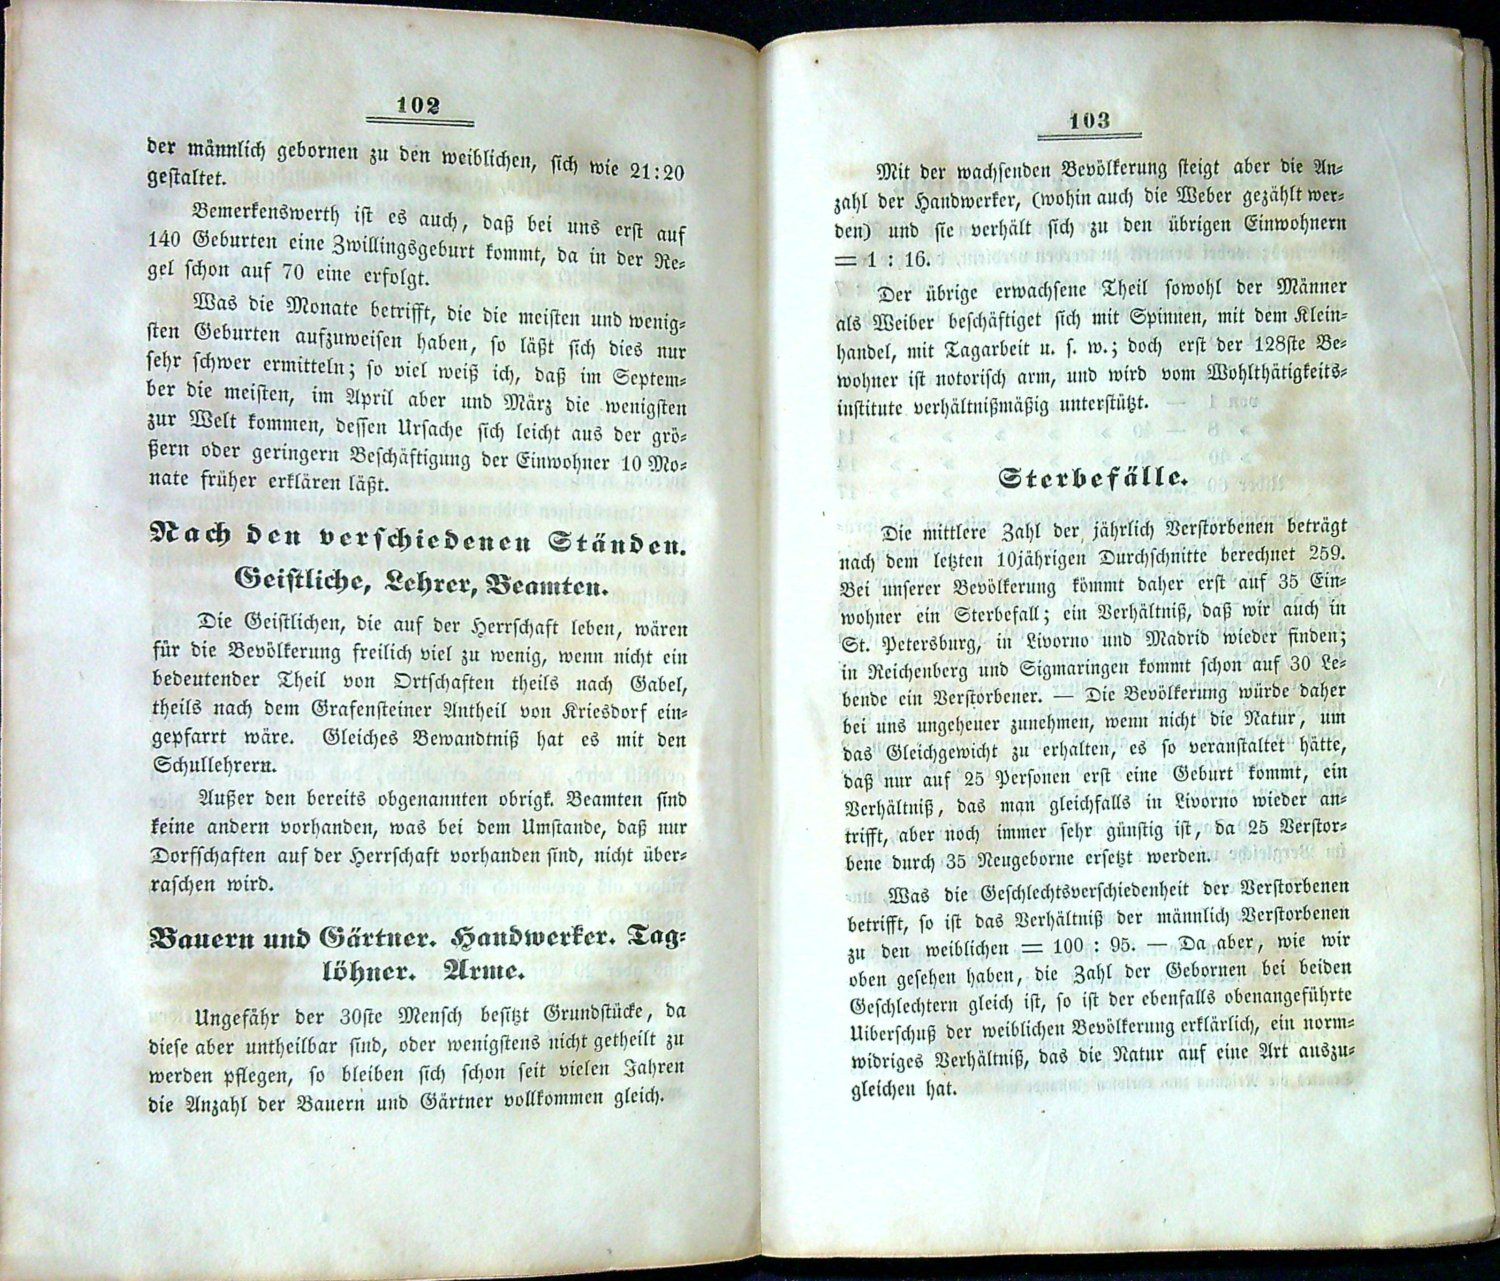 102
der männlich gebornen zu den weiblichen, sich wie 21:20
gestaltet.
Bemerkenswerth ist es auch, daß bei uns erst auf
140 Geburten eine Zwillingsgeburt kommt, da in der Re-
gel schon auf 70 eine erfolgt.
Was die Monate betrifft, die die meisten und wenig-
sten Geburten aufzuweisen haben, so läßt sich dies nur
sehr schwer ermitteln; so viel weiß ich, daß im Septem-
ber die meisten, im April aber und März die wenigsten
zur Welt kommen, dessen Ursache sich leicht aus der grö-
ßern oder geringern Beschäftigung der Einwohner 10 Mo-
nate früher erklären läßt.
Nach den verschiedenen Ständen.
Geistliche, Lehrer, Beamten.
Die Geistlichen, die auf der Herrschaft leben, wären
für die Bevölkerung freilich viel zu wenig, wenn nicht ein
bedeutender Theil von Ortschaften theils nach Gabel,
theils nach dem Grafensteiner Antheil von Kriesdorf ein-
gepfarrt wäre. Gleiches Bewandtniß hat es mit den
Schullehrern.
Außer den bereits obgenannten obrigk. Beamten sind
keine andern vorhanden, was bei dem Umstande, daß nur
Dorfschaften auf der Herrschaft vorhanden sind, nicht über-
raschen wird.
Bauern und Gärtner. Handwerker. Tag-
löhner. Arme.
Ungefähr der 30ste Mensch besitzt Grundstücke, da
diese aber untheilbar sind, oder wenigstens nicht getheilt zu
werden pflegen, so bleiben sich schon seit vielen Jahren
die Anzahl der Bauern und Gärtner vollkommen gleich.
103
Mit der wachsenden Bevölkerung steigt aber die An-
zahl der Handwerker, (wohin auch die Weber gezählt wer-
den) und sie verhält sich zu den übrigen Einwohnern
= 1 : 16.
Der übrige erwachsene Theil sowohl der Männer
als Weiber beschäftiget sich mit Spinnen, mit dem Klein-
handel, mit Tagarbeit u. s. w.; doch erst der 128ste Be-
wohner ist notorisch arm, und wird vom Wohlthätigkeits-
institute verhältnißmäßig unterstützt.
Sterbefälle.
Die mittlere Zahl der jährlich Verstorbenen beträgt
nach dem letzten 10jährigen Durchschnitte berechnet 259.
Bei unserer Bevölkerung kömmt daher erst auf 35 Ein-
wohner ein Sterbefall; ein Verhältniß, daß wir auch in
St. Petersburg, in Livorno und Madrid wieder finden;
in Reichenberg und Sigmaringen kommt schon auf 30 Le-
bende ein Verstorbener. — Die Bevölkerung würde daher
bei uns ungeheuer zunehmen, wenn nicht die Natur, um
das Gleichgewicht zu erhalten, es so veranstaltet hätte,
daß nur auf 25 Personen erst eine Geburt kommt, ein
Verhältniß, das man gleichfalls in Livorno wieder an-
trifft, aber noch immer sehr günstig ist, da 25 Verstor-
bene durch 35 Neugeborne ersetzt werden.
Was die Geschlechtsverschiedenheit der Verstorbenen
betrifft, so ist das Verhältniß der männlich Verstorbenen
zu den weiblichen = 100 : 95. — Da aber, wie wir
oben gesehen haben, die Zahl der Gebornen bei beiden
Geschlechtern gleich ist, so ist der ebenfalls obenangeführte
Uiberschuß der weiblichen Bevölkerung erklärlich, ein norm-
widriges Verhältniß, das die Natur auf eine Art auszu-
gleichen hat.